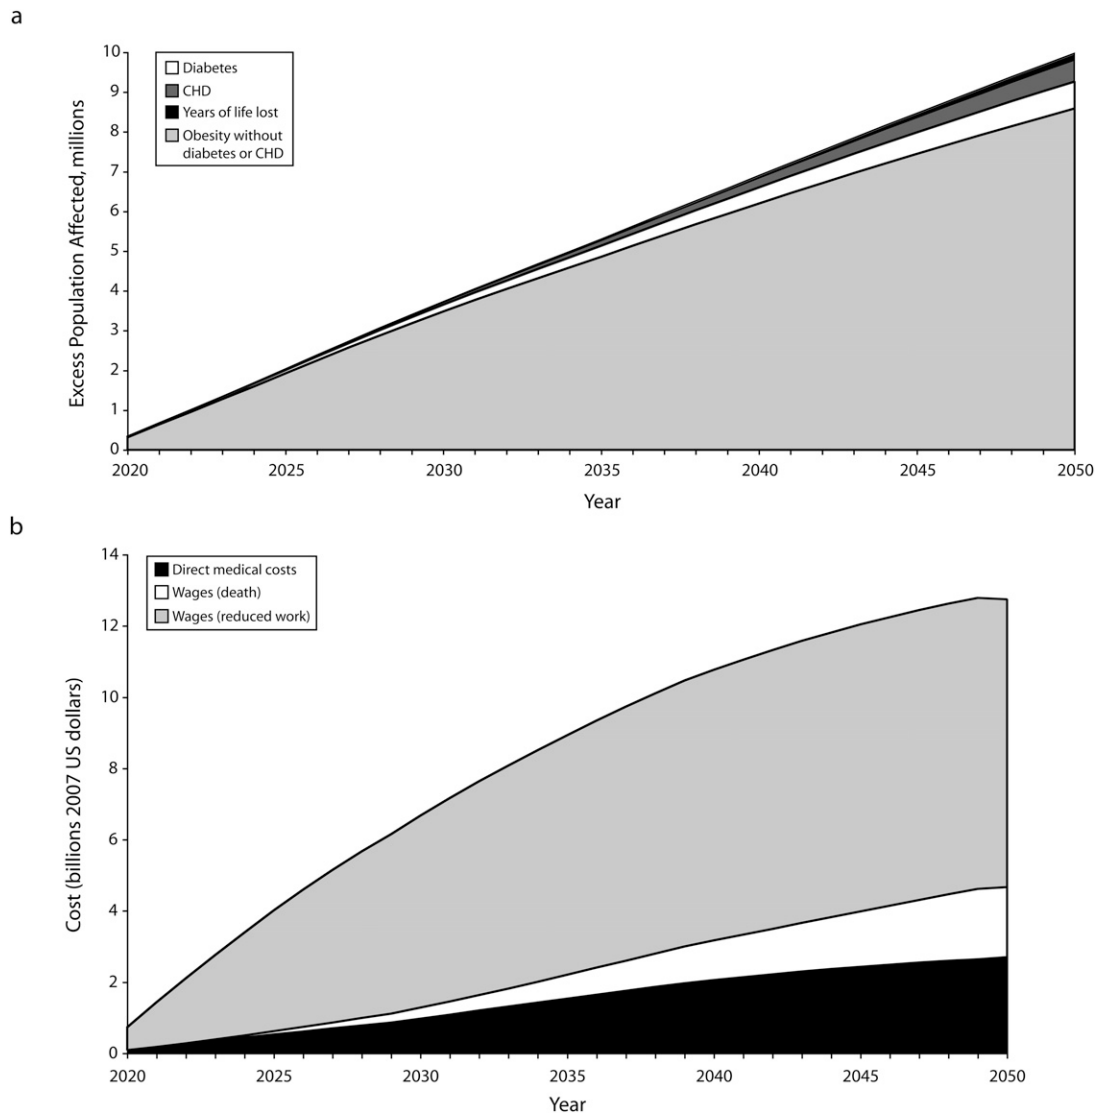 a
10
9
8
7
6
5
4
3
2
1
0
Excess Population Affected, millions
Diabetes
CHD
Years of life lost
Obesity without
diabetes or CHD
2020 2025 2030 2035 2040 2045 2050
Year
b
14
12
10
8
6
4
2
0
Cost (billions 2007 US dollars)
Direct medical costs
Wages (death)
Wages (reduced work)
2020 2025 2030 2035 2040 2045 2050
Year